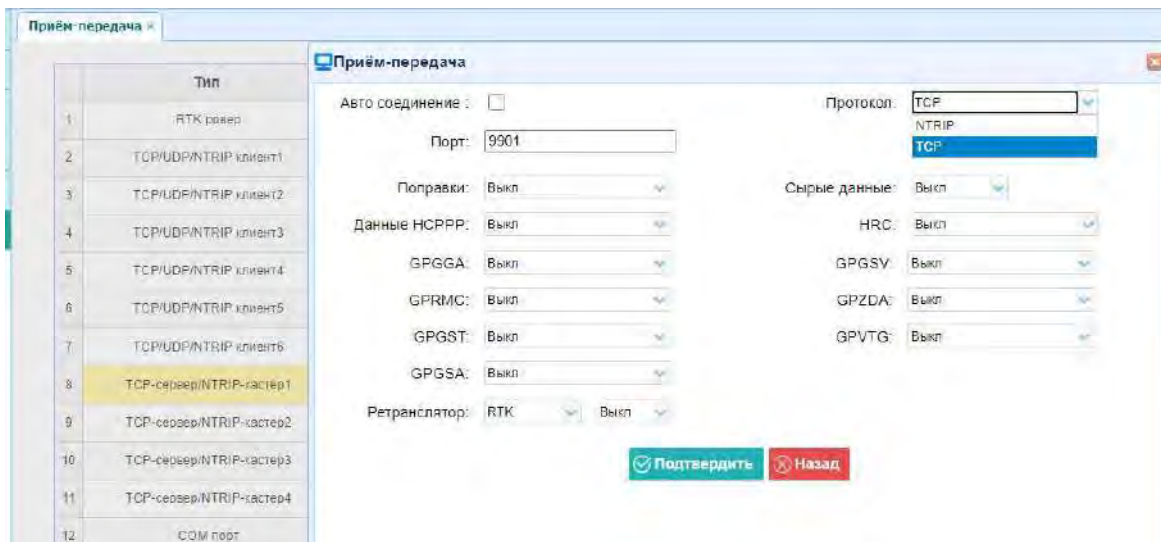 Приём-передача ×
Тип
1 RTK ровер
2 TCP/UDP/NTRIP клиент1
3 TCP/UDP/NTRIP клиент2
4 TCP/UDP/NTRIP клиент3
5 TCP/UDP/NTRIP клиент4
6 TCP/UDP/NTRIP клиент5
7 TCP/UDP/NTRIP клиент6
8 TCP-сервер/NTRIP-кастер1
9 TCP-сервер/NTRIP-кастер2
10 TCP-сервер/NTRIP-кастер3
11 TCP-сервер/NTRIP-кастер4
12 COM порт
Приём-передача
Авто соединение : Протокол: TCP
NTRIP
TCP
Порт: 9901
Поправки: Выкл Сырые данные: Выкл
Данные HCPPP: Выкл HRC: Выкл
GPGGA: Выкл GPGSV: Выкл
GPRMC: Выкл GPZDA: Выкл
GPGST: Выкл GPVTG: Выкл
GPGSA: Выкл
Ретранслятор: RTK Выкл
Подтвердить Назад